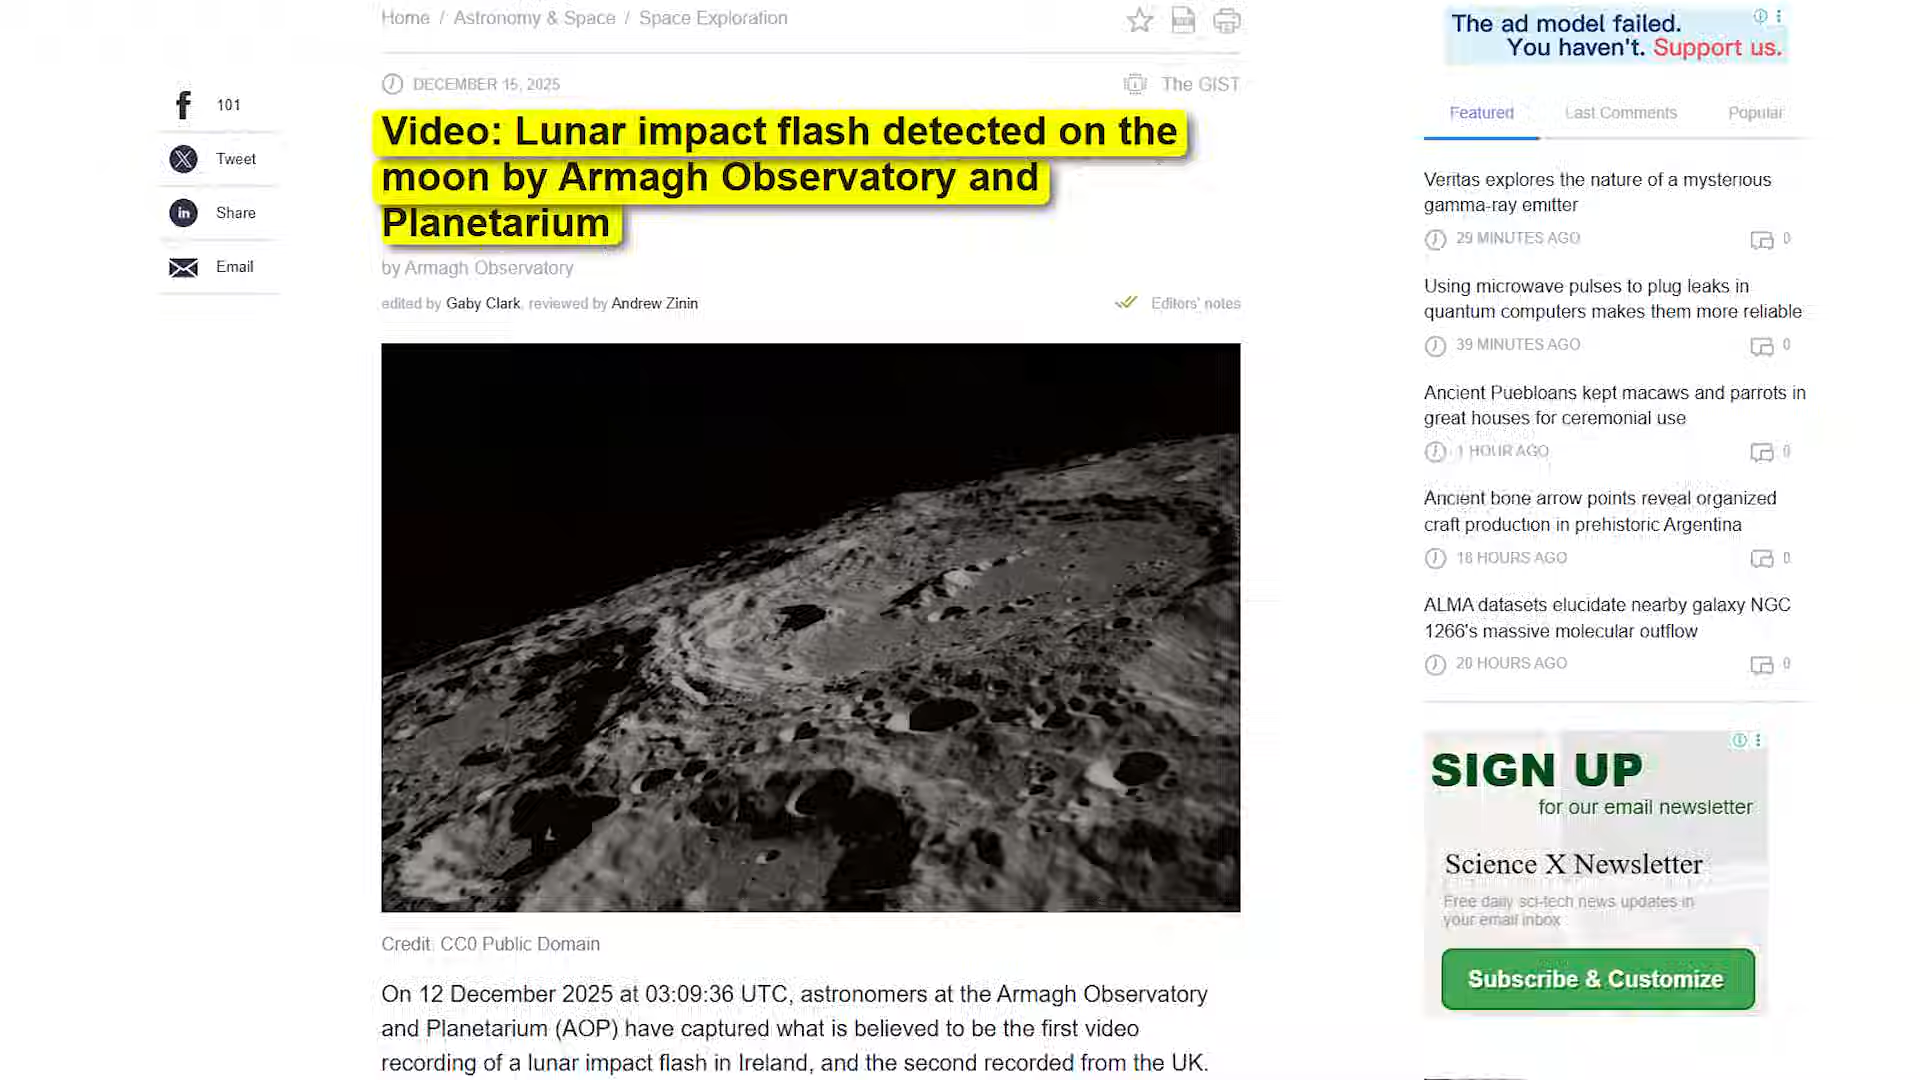 Home / Astronomy & Space / Space Exploration
DECEMBER 15, 2025
The GIST
Video: Lunar impact flash detected on the
moon by Armagh Observatory and
Planetarium
by Armagh Observatory
edited by Gaby Clark, reviewed by Andrew Zinin
Editors' notes
101
Tweet
Share
Email
Credit: CC0 Public Domain
On 12 December 2025 at 03:09:36 UTC, astronomers at the Armagh Observatory
and Planetarium (AOP) have captured what is believed to be the first video
recording of a lunar impact flash in Ireland, and the second recorded from the UK.
The ad model failed.
You haven't. Support us.
Featured
Last Comments
Popular
Veritas explores the nature of a mysterious
gamma-ray emitter
29 MINUTES AGO
0
Using microwave pulses to plug leaks in
quantum computers makes them more reliable
39 MINUTES AGO
0
Ancient Puebloans kept macaws and parrots in
great houses for ceremonial use
1 HOUR AGO
0
Ancient bone arrow points reveal organized
craft production in prehistoric Argentina
18 HOURS AGO
0
ALMA datasets elucidate nearby galaxy NGC
1266's massive molecular outflow
20 HOURS AGO
0
SIGN UP
for our email newsletter
Science X Newsletter
Free daily sci-tech news updates in
your email inbox
Subscribe & Customize